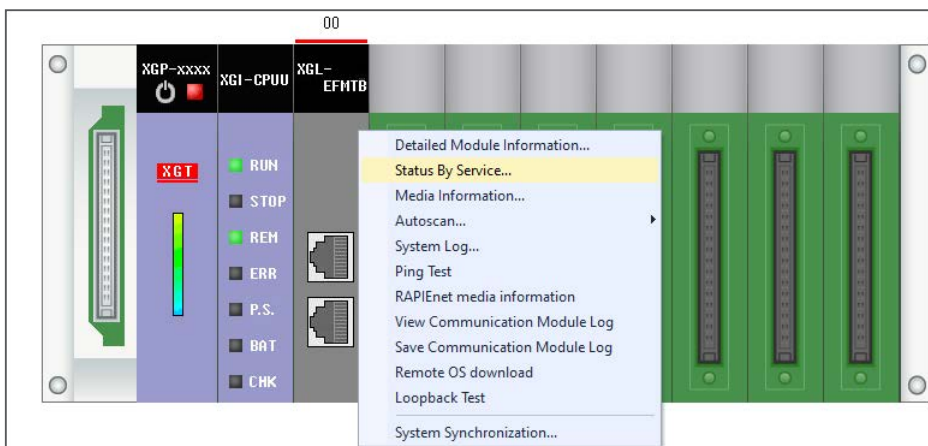 00
XGP-xxxx
XGI-CPUU
XGL-
EFMTB
XGT
RUN
STOP
REM
ERR
P.S.
BAT
CHK
Detailed Module Information...
Status By Service...
Media Information...
Autoscan...
System Log...
Ping Test
RAPIEnet media information
View Communication Module Log
Save Communication Module Log
Remote OS download
Loopback Test
System Synchronization...